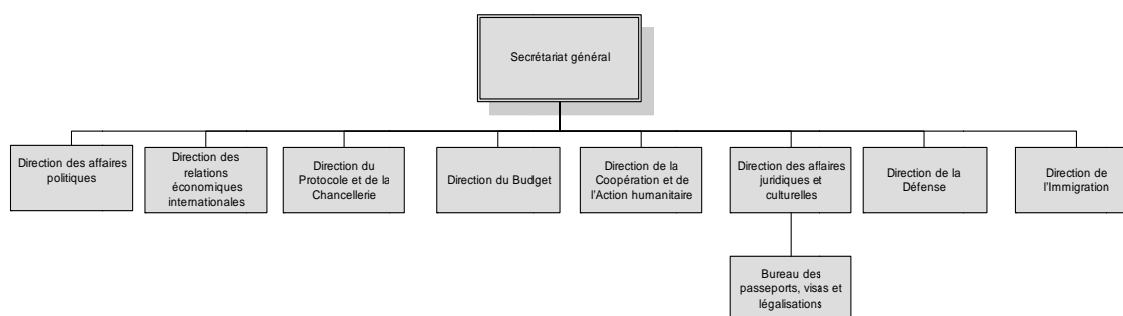 Secrétariat général
Direction des affaires
politiques
Direction des
relations
économiques
internationales
Direction du
Protocole et de la
Chancellerie
Direction du Budget
Direction de la
Coopération et de
l'Action humanitaire
Direction des affaires
juridiques et
culturelles
Direction de la
Défense
Direction de
l'Immigration
Bureau des
passeports, visas et
légalisations